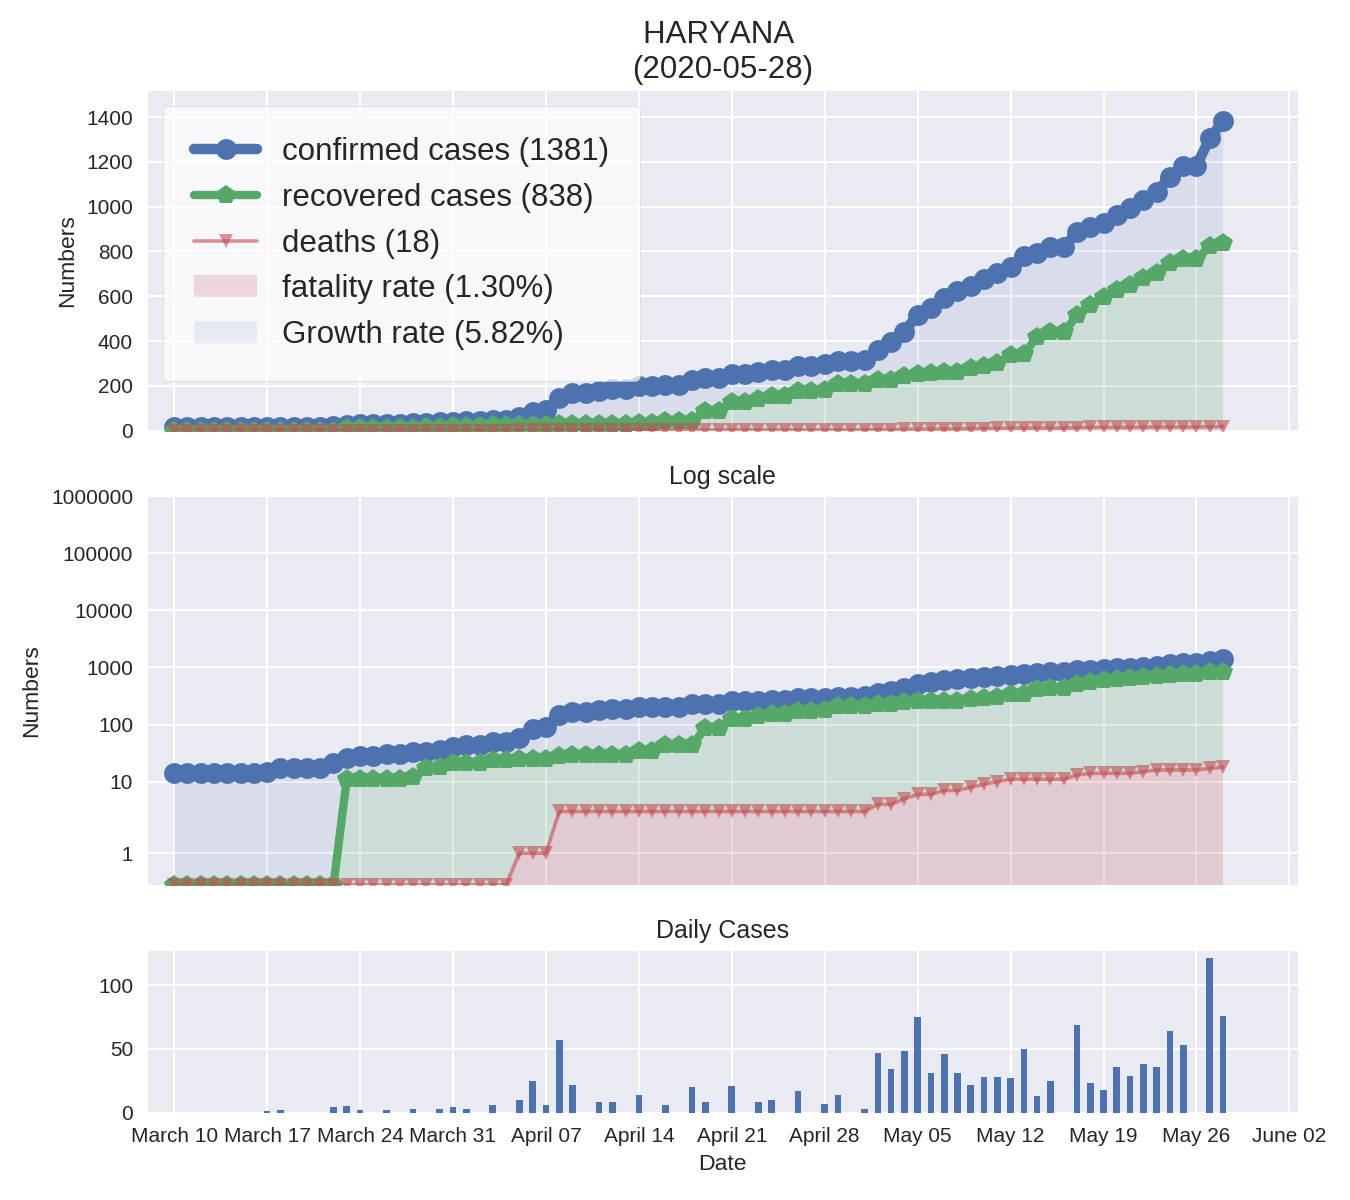 HARYANA
(2020-05-28)
1400
1200
1000
800
600
400
200
0
Numbers
confirmed cases (1381)
recovered cases (838)
deaths (18)
fatality rate (1.30%)
Growth rate (5.82%)
Log scale
1000000
100000
10000
1000
100
10
1
Numbers
Daily Cases
100
50
0
March 10 March 17 March 24 March 31 April 07 April 14 April 21 April 28 May 05 May 12 May 19 May 26 June 02
Date